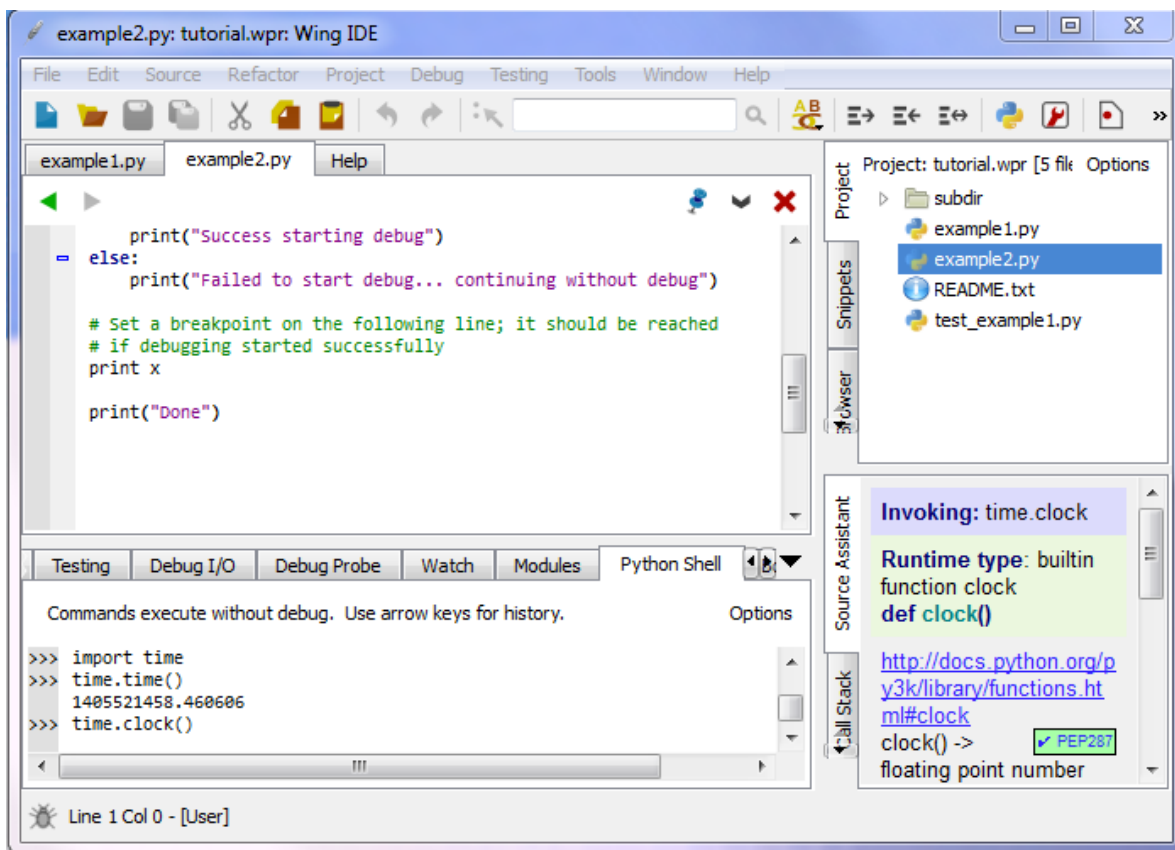 example2.py: tutorial.wpr: Wing IDE
File Edit Source Refactor Project Debug Testing Tools Window Help
AB
example1.py example2.py Help
print("Success starting debug")
else:
print("Failed to start debug... continuing without debug")
# Set a breakpoint on the following line; it should be reached
# if debugging started successfully
print x
print("Done")
Project
Snippets
Browser
Project: tutorial.wpr [5 file Options
subdir
example1.py
example2.py
README.txt
test_example1.py
Testing Debug I/O Debug Probe Watch Modules Python Shell
Commands execute without debug. Use arrow keys for history. Options
>>> import time
>>> time.time()
1405521458.460606
>>> time.clock()
Source Assistant
Call Stack
Invoking: time.clock
Runtime type: builtin
function clock
def clock()
http://docs.python.org/p
y3k/library/functions.ht
ml#clock
clock() -> ✔ PEP287
floating point number
Line 1 Col 0 - [User]